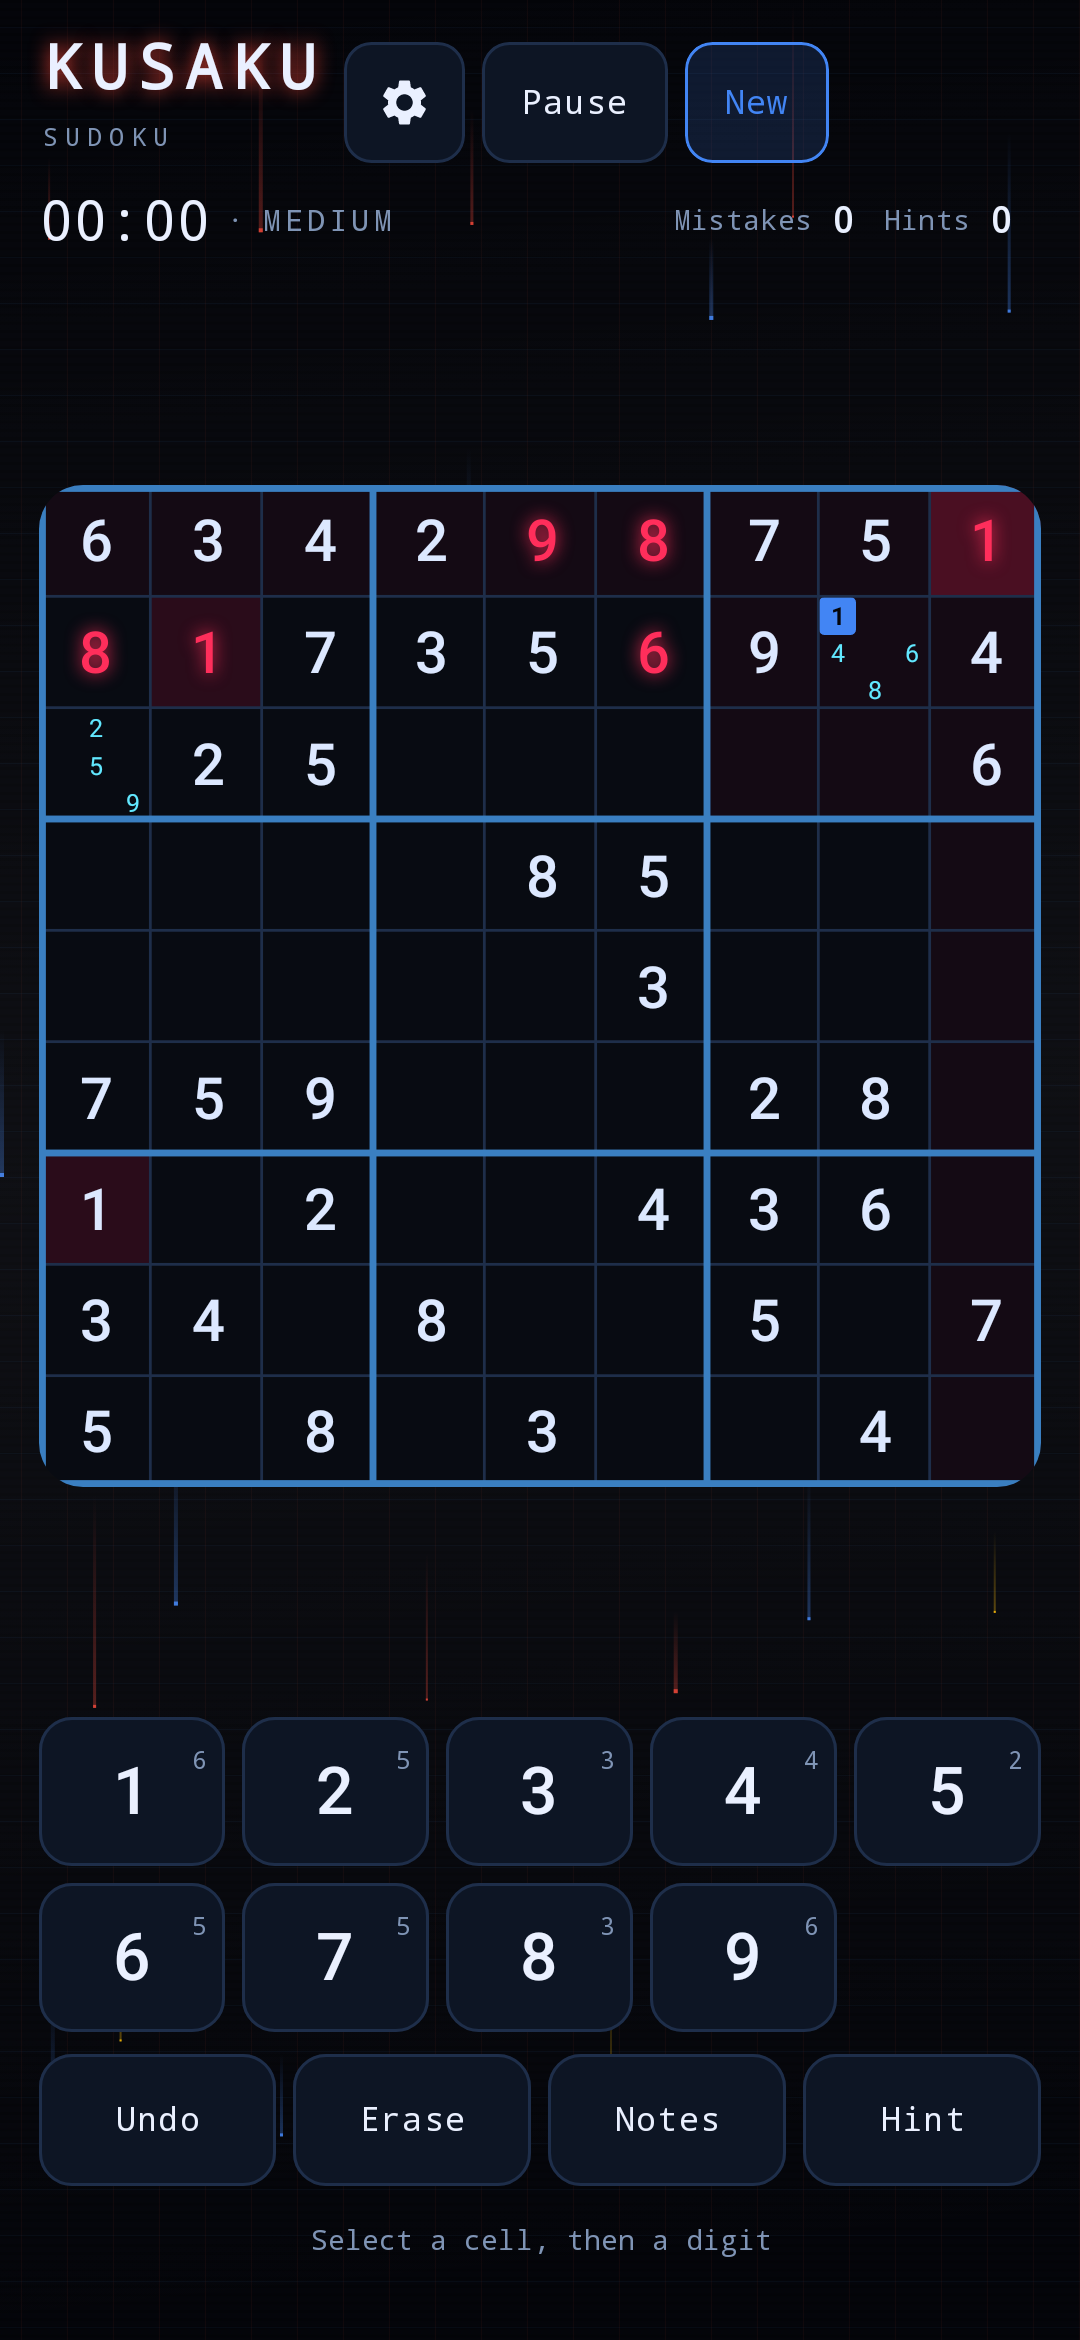 KUSAKU
SUDOKU
Pause
New
00:00 · MEDIUM
Mistakes 0 Hints 0
6 3 4 2 9 8 7 5 1
8 1 7 3 5 6 9 1 4 6 8 4
2 5 9 2 5 6
8 5
3
7 5 9 2 8
1 2 4 3 6
3 4 8 5 7
5 8 3 4
1 6 2 5 3 3 4 4 5 2
6 5 7 5 8 3 9 6
Undo Erase Notes Hint
Select a cell, then a digit